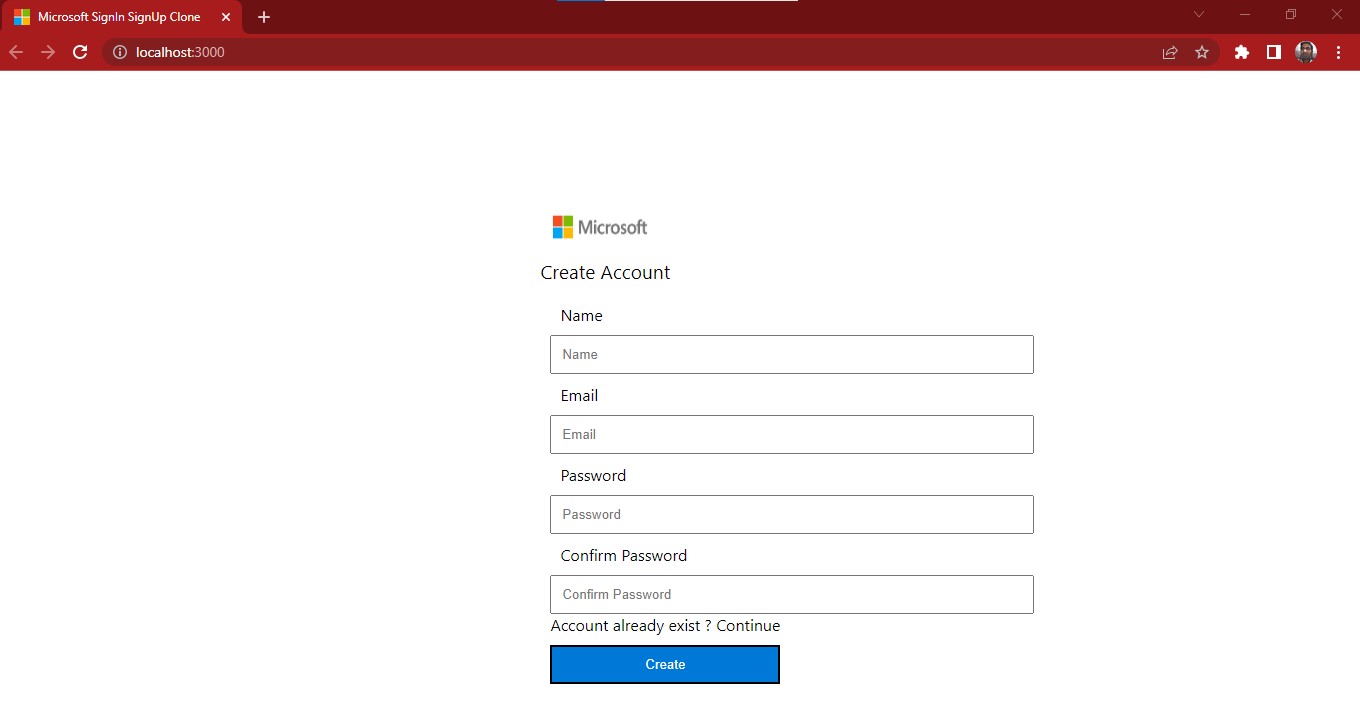 Microsoft SignIn SignUp Clone
localhost:3000
Microsoft
Create Account
Name
Name
Email
Email
Password
Password
Confirm Password
Confirm Password
Account already exist ? Continue
Create